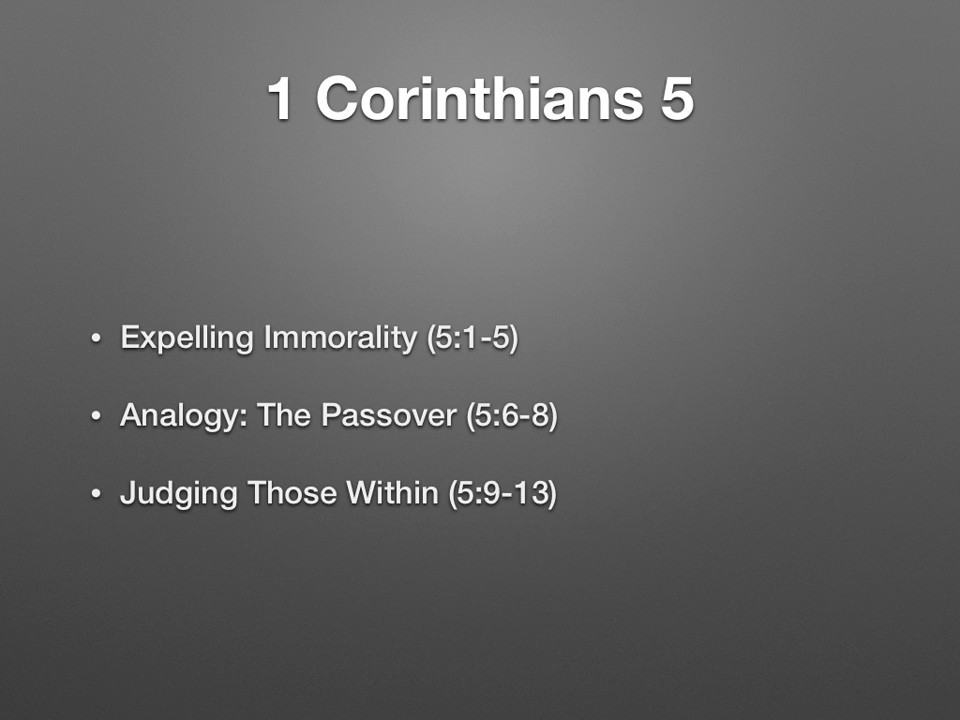 1 Corinthians 5
• Expelling Immorality (5:1-5)
• Analogy: The Passover (5:6-8)
• Judging Those Within (5:9-13)